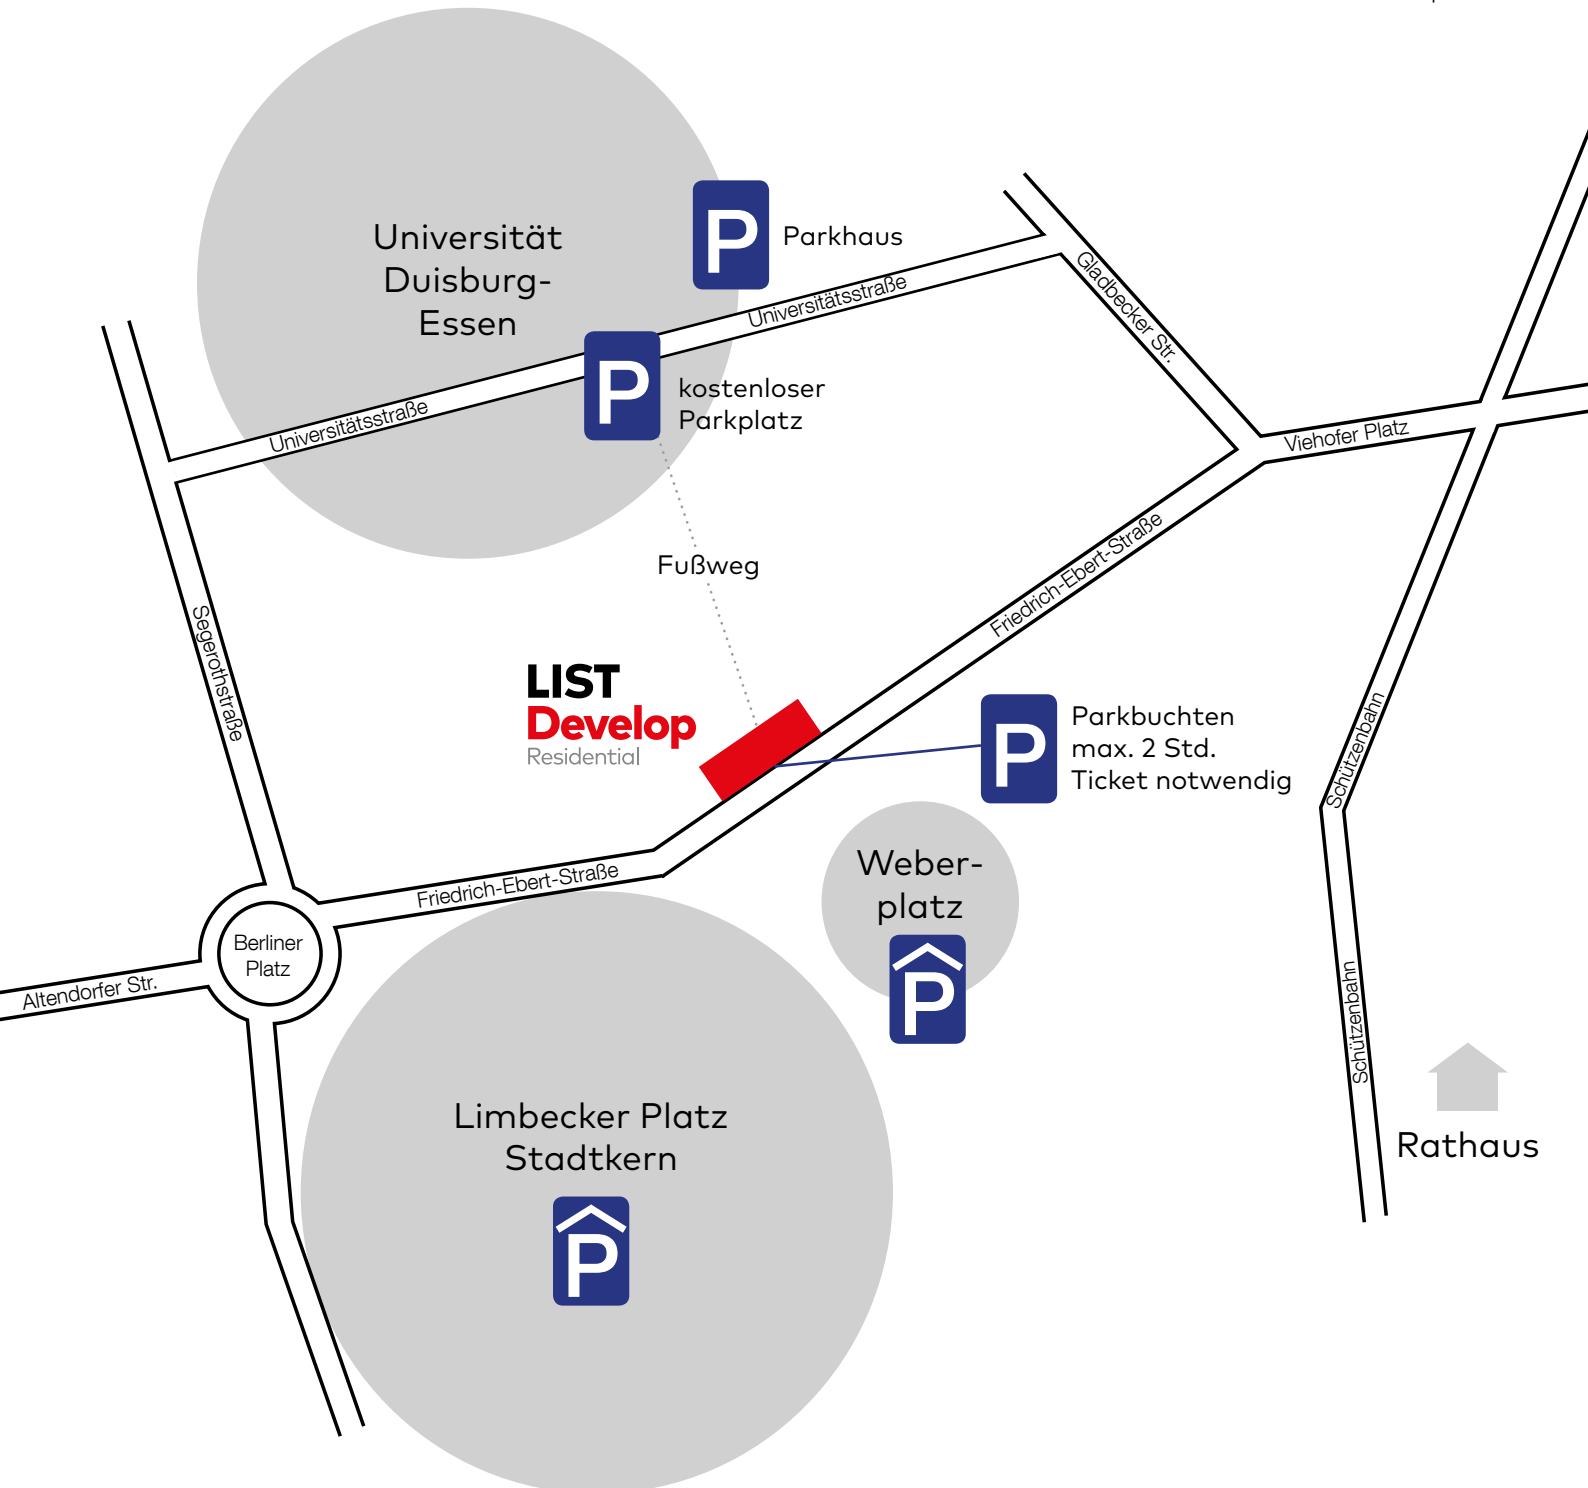 Universität
Duisburg-
Essen
P
Parkhaus
Universitätsstraße
Gladbecker Str.
P
kostenloser
Parkplatz
Universitätsstraße
Viehofer Platz
Fußweg
Friedrich-Ebert-Straße
Segerothstraße
LIST
Develop
Residential
P
Parkbuchten
max. 2 Std.
Ticket notwendig
Schützenbahn
Weber-
platz
P
Friedrich-Ebert-Straße
Berliner
Platz
Altendorfer Str.
Schützenbahn
Limbecker Platz
Stadtkern
P
Rathaus